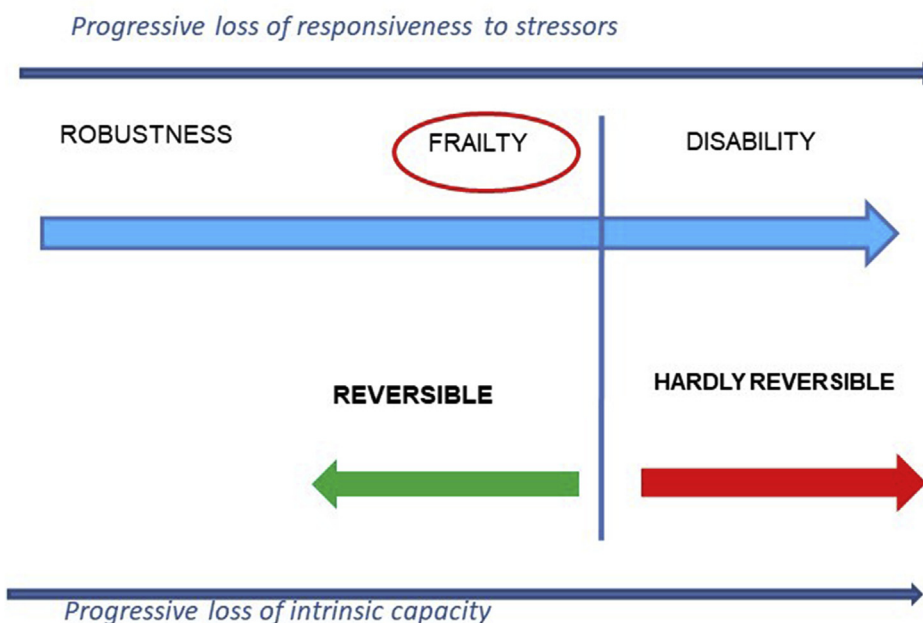 Progressive loss of responsiveness to stressors
ROBUSTNESS
FRAILTY
DISABILITY
REVERSIBLE
HARDLY REVERSIBLE
Progressive loss of intrinsic capacity